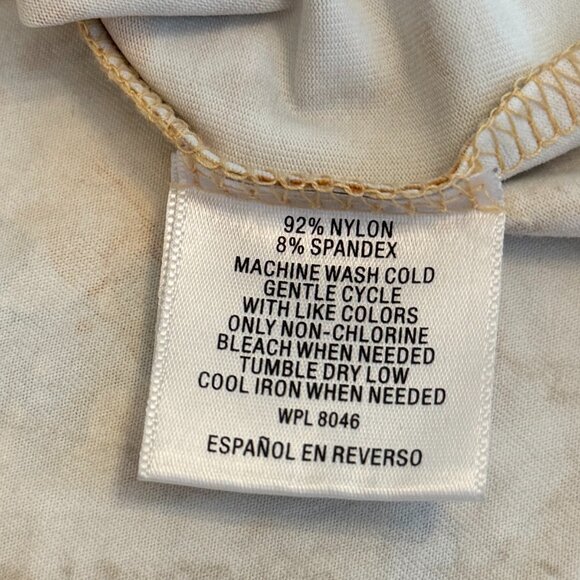 92% NYLON
8% SPANDEX
MACHINE WASH COLD
GENTLE CYCLE
WITH LIKE COLORS
ONLY NON-CHLORINE
BLEACH WHEN NEEDED
TUMBLE DRY LOW
COOL IRON WHEN NEEDED
WPL 8046
ESPAÑOL EN REVERSO